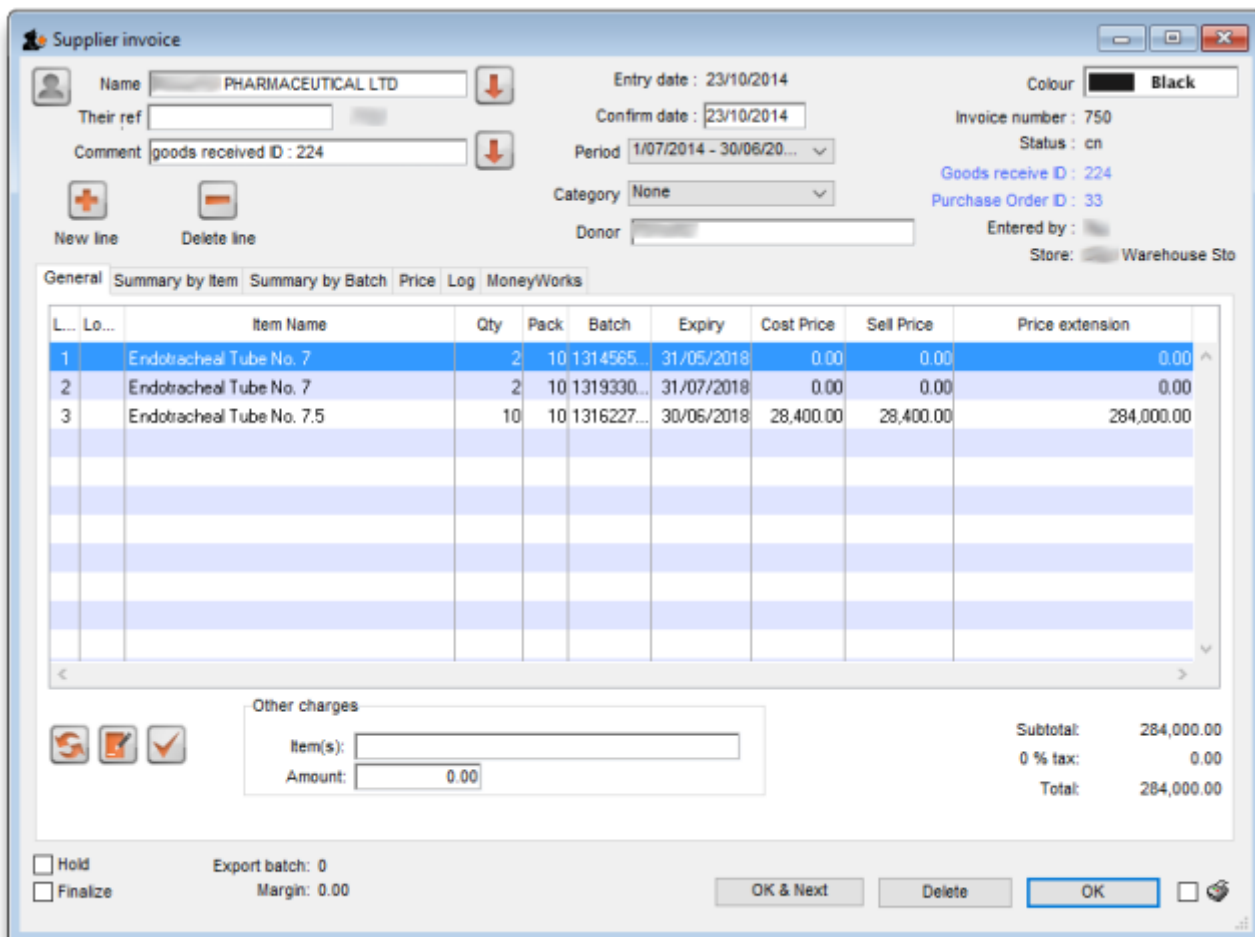 Supplier invoice
Name PHARMACEUTICAL LTD
Entry date : 23/10/2014
Colour Black
Their ref
Confirm date : 23/10/2014
Invoice number : 750
Comment goods received ID : 224
Period 1/07/2014 - 30/06/20...
Status : cn
Goods receive ID : 224
Category None
Purchase Order ID : 33
New line Delete line
Donor
Entered by :
Store: Warehouse Sto
General Summary by Item Summary by Batch Price Log MoneyWorks
L... Lo... Item Name Qty Pack Batch Expiry Cost Price Sell Price Price extension
1 Endotracheal Tube No. 7 2 10 1314565... 31/05/2018 0.00 0.00 0.00
2 Endotracheal Tube No. 7 2 10 1319330... 31/07/2018 0.00 0.00 0.00
3 Endotracheal Tube No. 7.5 10 10 1316227... 30/06/2018 28,400.00 28,400.00 284,000.00
Other charges
Item(s):
Amount: 0.00
Subtotal: 284,000.00
0 % tax: 0.00
Total: 284,000.00
Hold
Export batch: 0
Finalize
Margin: 0.00
OK & Next Delete OK